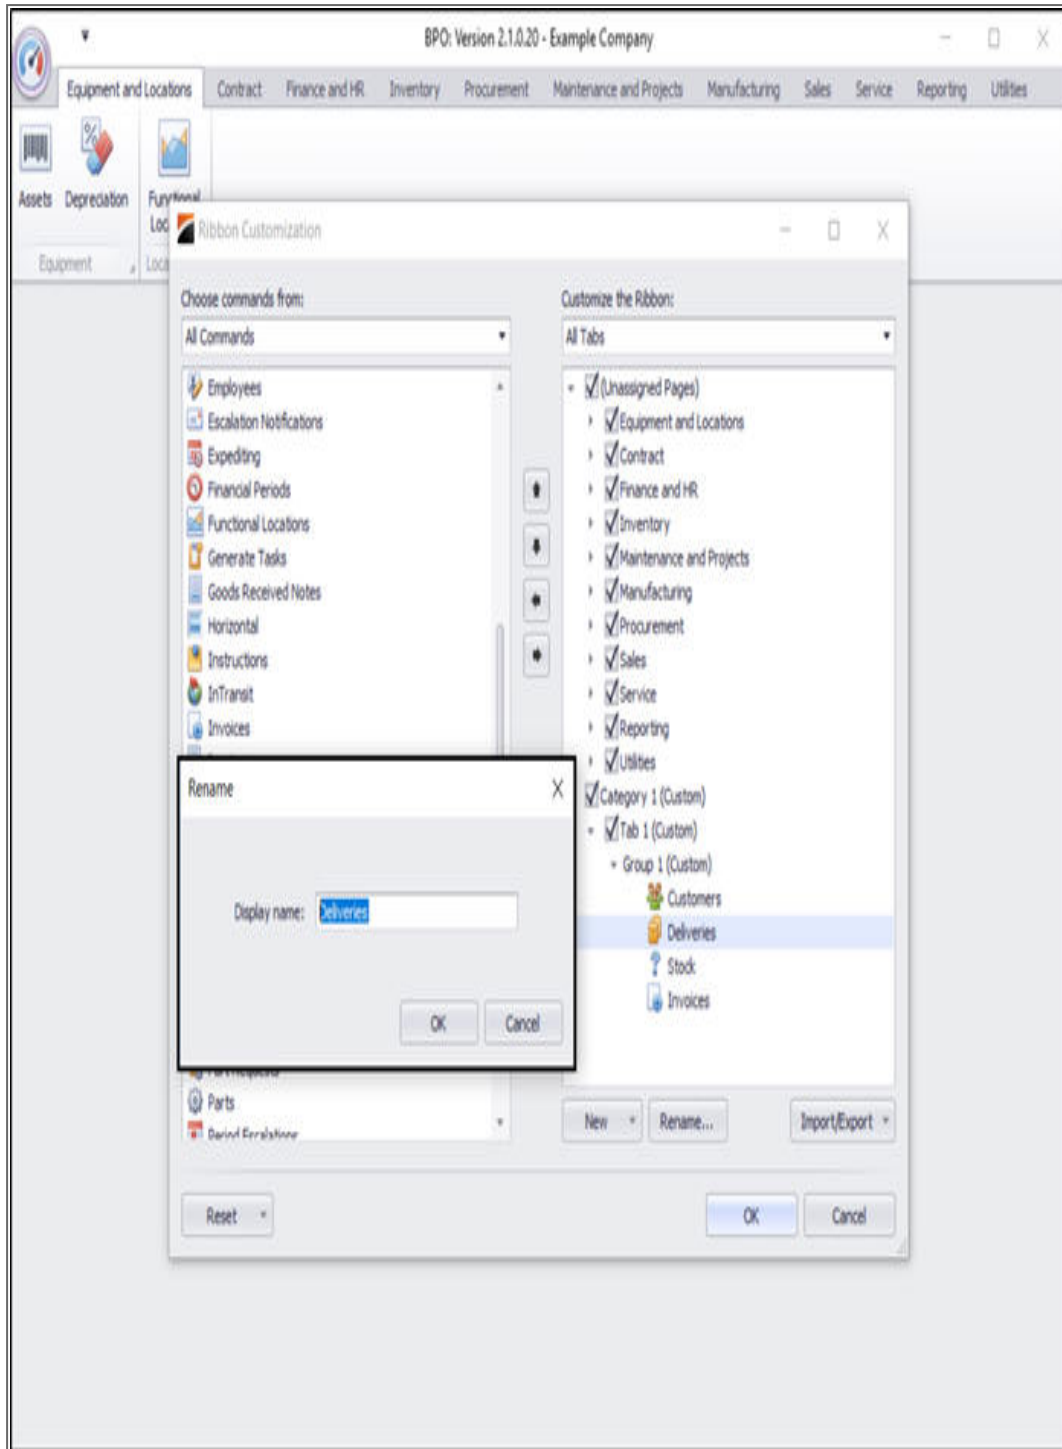 BPO: Version 2.1.0.20 - Example Company
Equipment and Locations Contract Finance and HR Inventory Procurement Maintenance and Projects Manufacturing Sales Service Reporting Utilities
Assets Depreciation Functional
Equipment
Ribbon Customization
Choose commands from:
All Commands
Employees
Escalation Notifications
Expediting
Financial Periods
Functional Locations
Generate Tasks
Goods Received Notes
Horizontal
Instructions
InTransit
Invoices
Parts
Period Escalations
Customize the Ribbon:
All Tabs
(Unassigned Pages)
Equipment and Locations
Contract
Finance and HR
Inventory
Maintenance and Projects
Manufacturing
Procurement
Sales
Service
Reporting
Utilities
Category 1 (Custom)
Tab 1 (Custom)
Group 1 (Custom)
Customers
Deliveries
Stock
Invoices
New Rename... Import/Export
Rename
Display name: Deliveries
OK Cancel
Reset OK Cancel